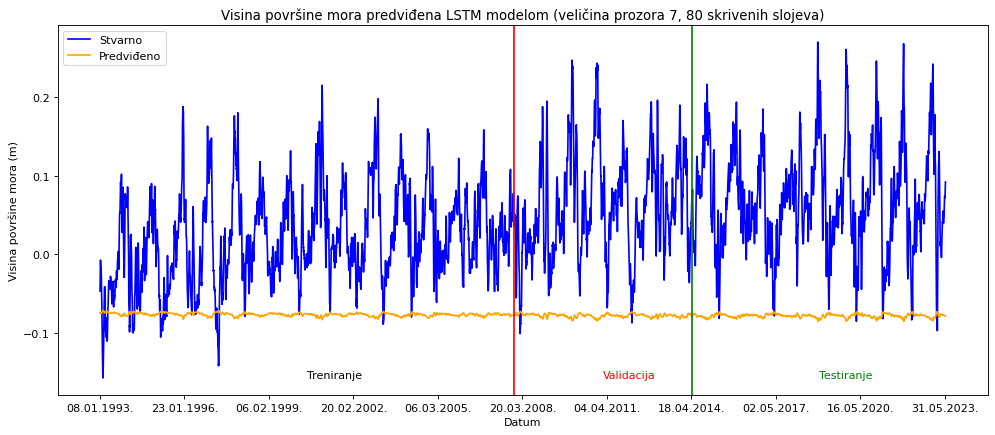 Visina površine mora predviđena LSTM modelom (veličina prozora 7, 80 skrivenih slojeva)
Stvarno
Predviđeno
Visina površine mora (m)
0.2
0.1
0.0
−0.1
Treniranje
Validacija
Testiranje
08.01.1993. 23.01.1996. 06.02.1999. 20.02.2002. 06.03.2005. 20.03.2008. 04.04.2011. 18.04.2014. 02.05.2017. 16.05.2020. 31.05.2023.
Datum